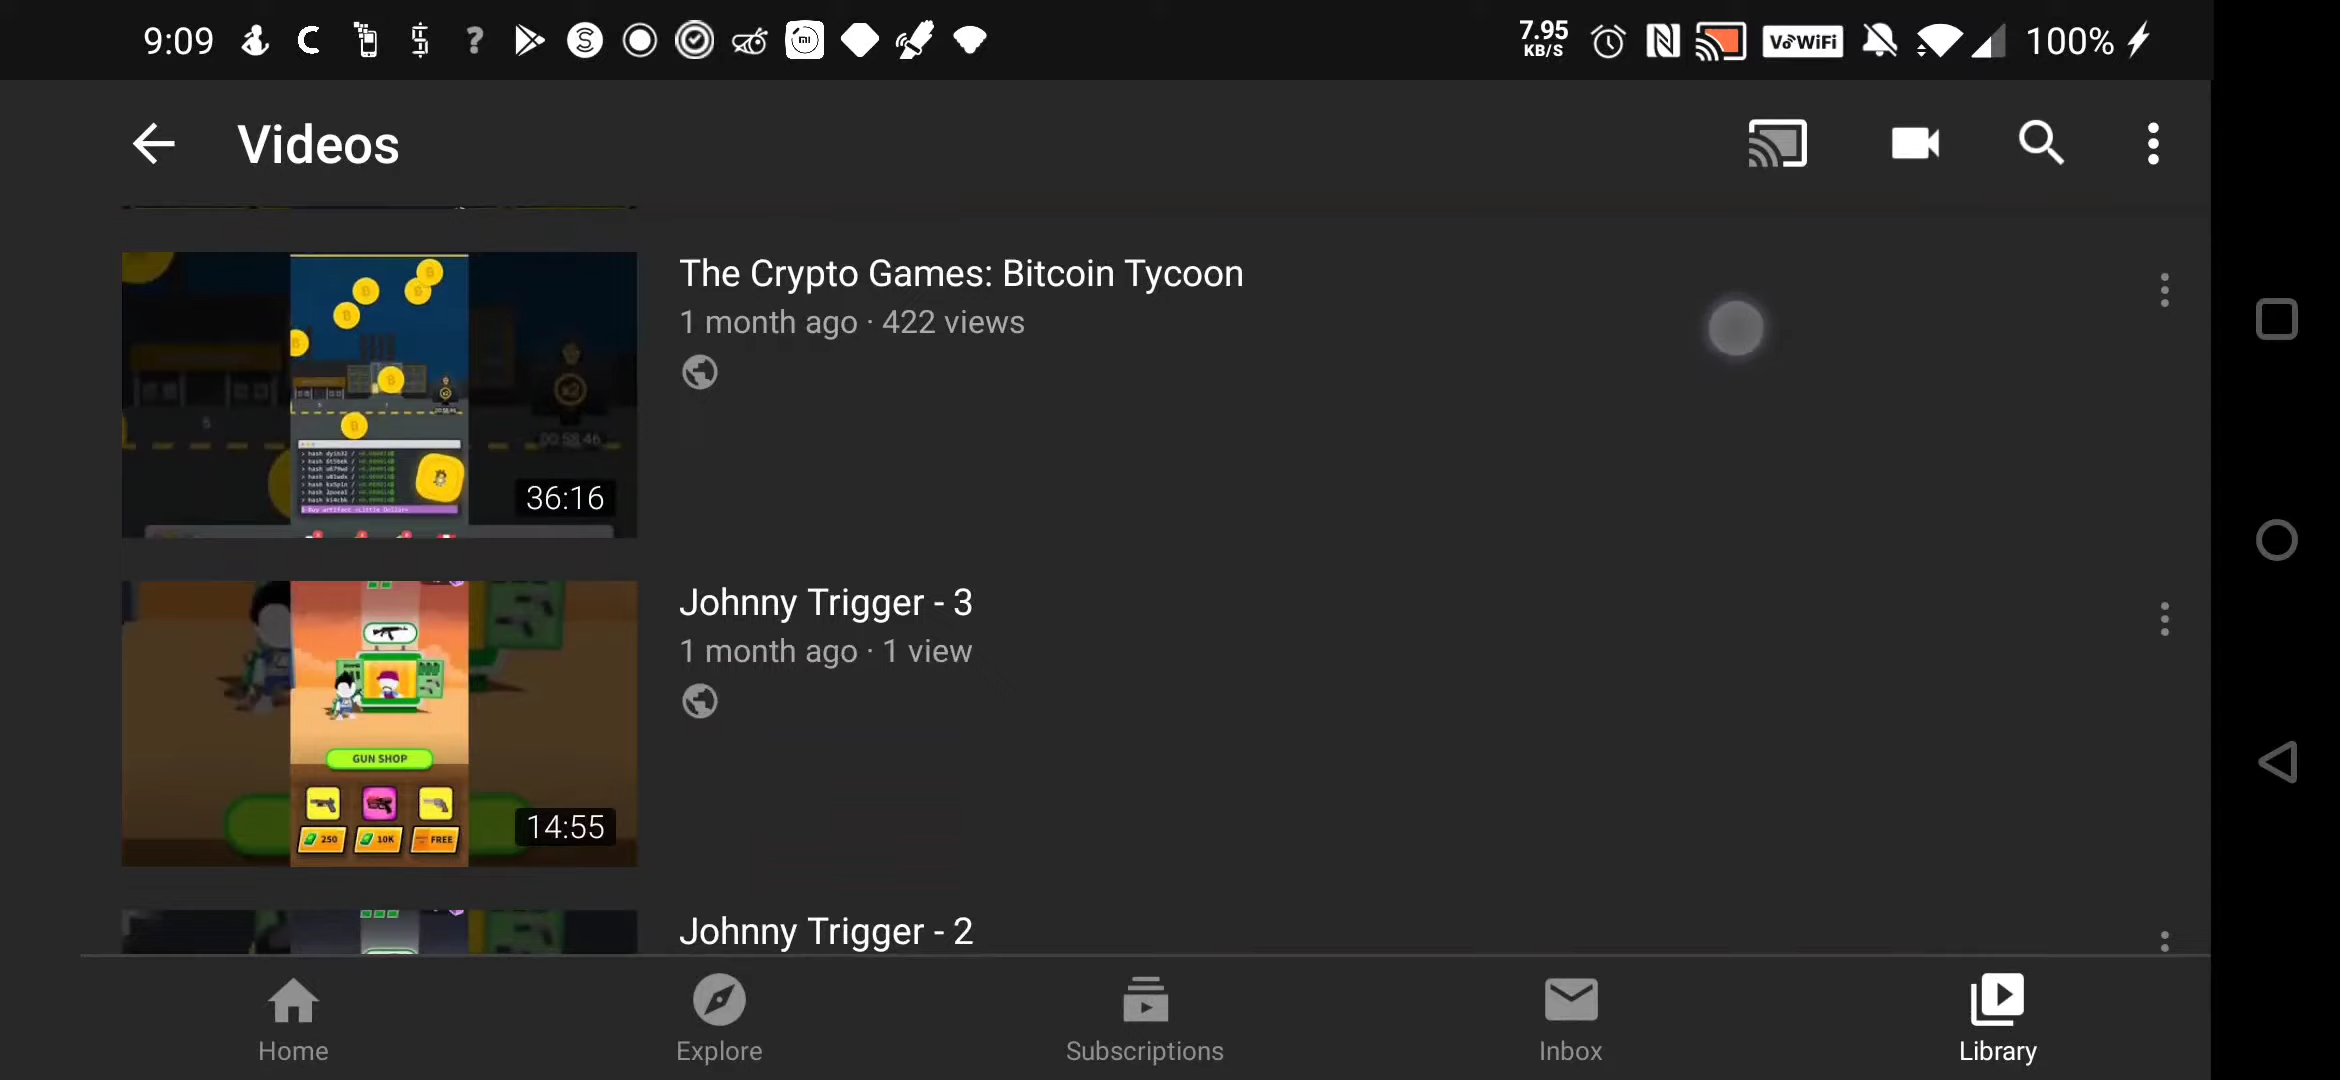 9:09
7.95
KB/S
VoWiFi
100%
Videos
The Crypto Games: Bitcoin Tycoon
1 month ago · 422 views
36:16
Johnny Trigger - 3
1 month ago · 1 view
GUN SHOP
250
10K
FREE
14:55
Johnny Trigger - 2
Home
Explore
Subscriptions
Inbox
Library